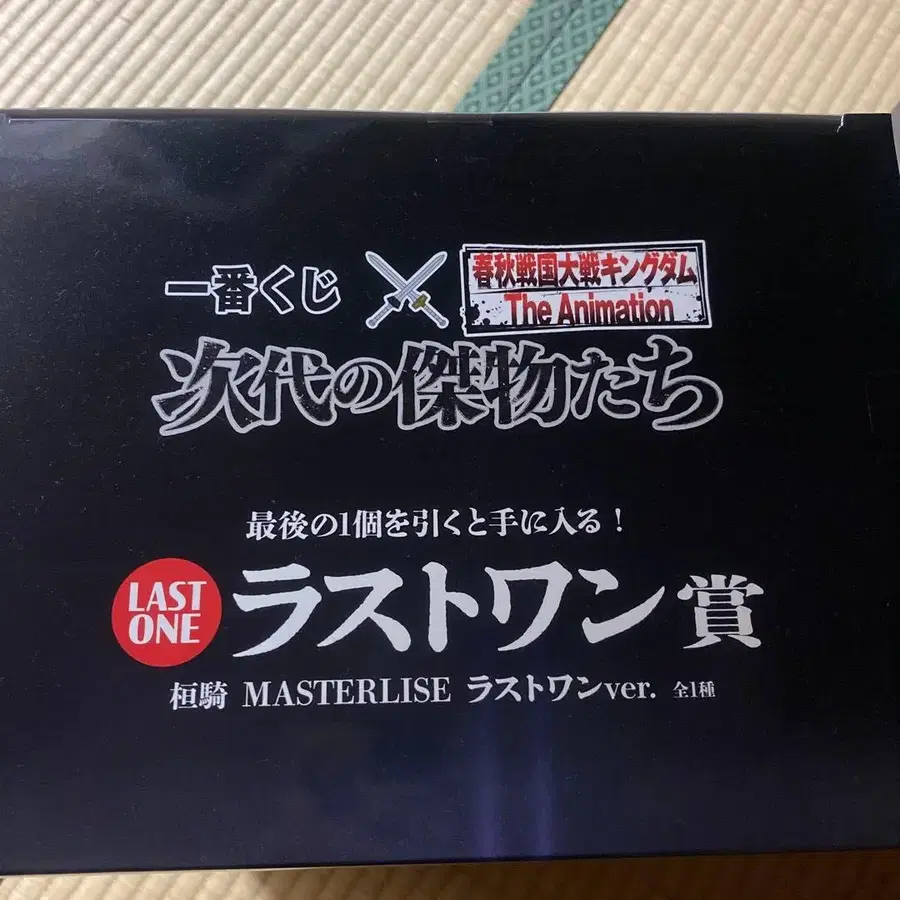 一番くじ
春秋戦国大戦キングダム
The Animation
次代の傑物たち
最後の1個を引くと手に入る！
LAST ONE ラストワン賞
桓騎 MASTERLISE ラストワンver. 全1種